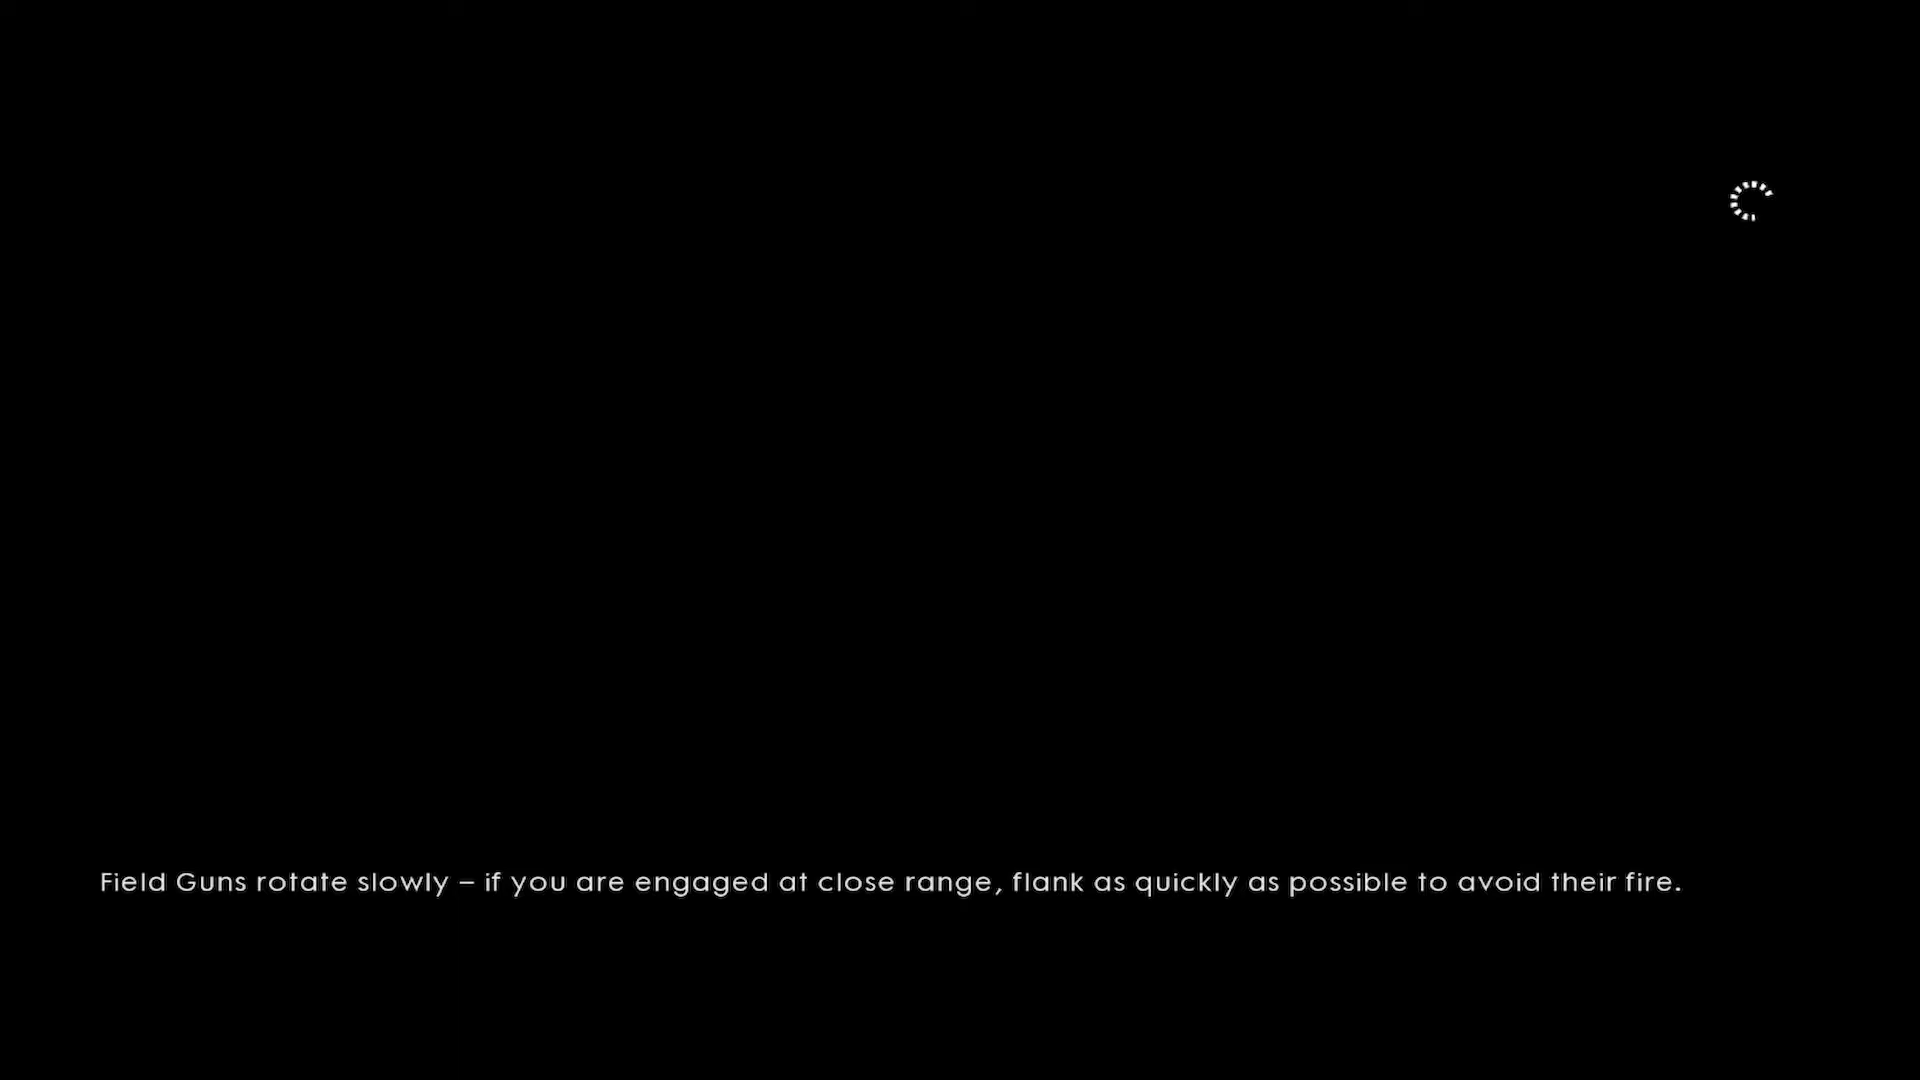 Field Guns rotate slowly – if you are engaged at close range, flank as quickly as possible to avoid their fire.